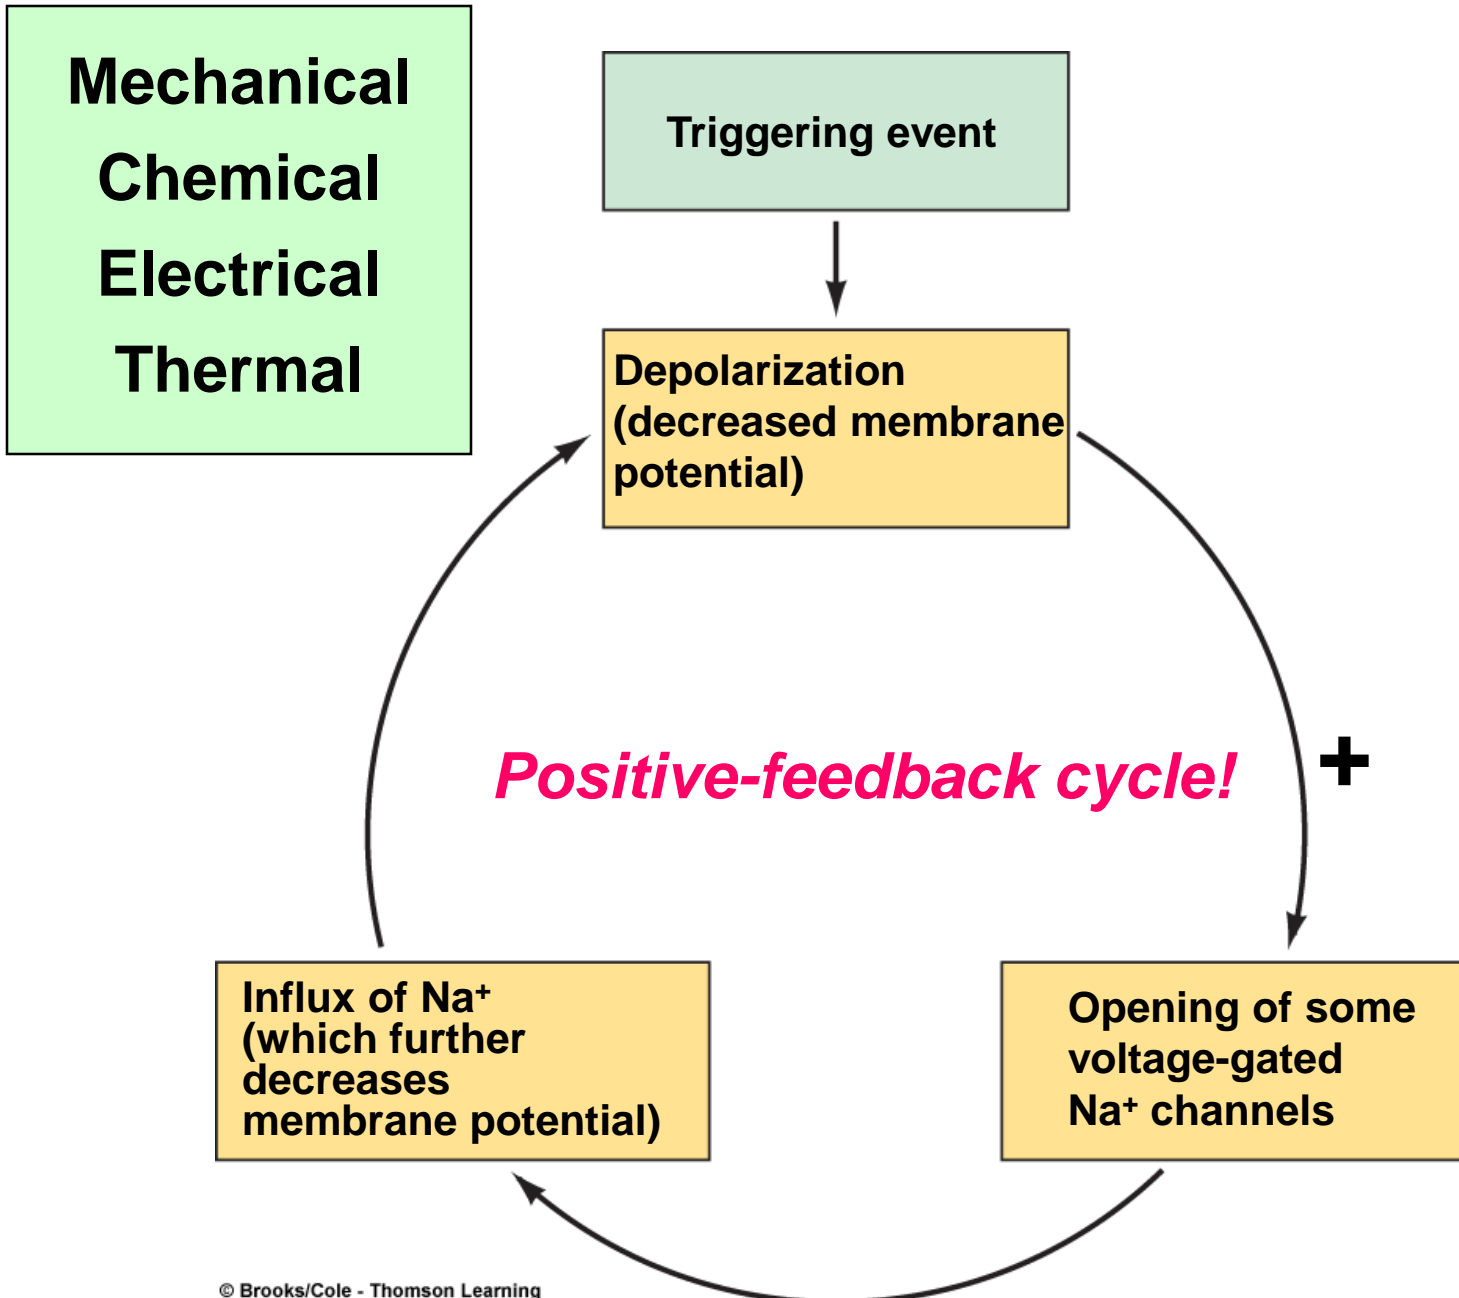 Mechanical
Chemical
Electrical
Thermal
Triggering event
Depolarization
(decreased membrane
potential)
Positive-feedback cycle!
+
Influx of Na⁺
(which further
decreases
membrane potential)
Opening of some
voltage-gated
Na⁺ channels
© Brooks/Cole - Thomson Learning